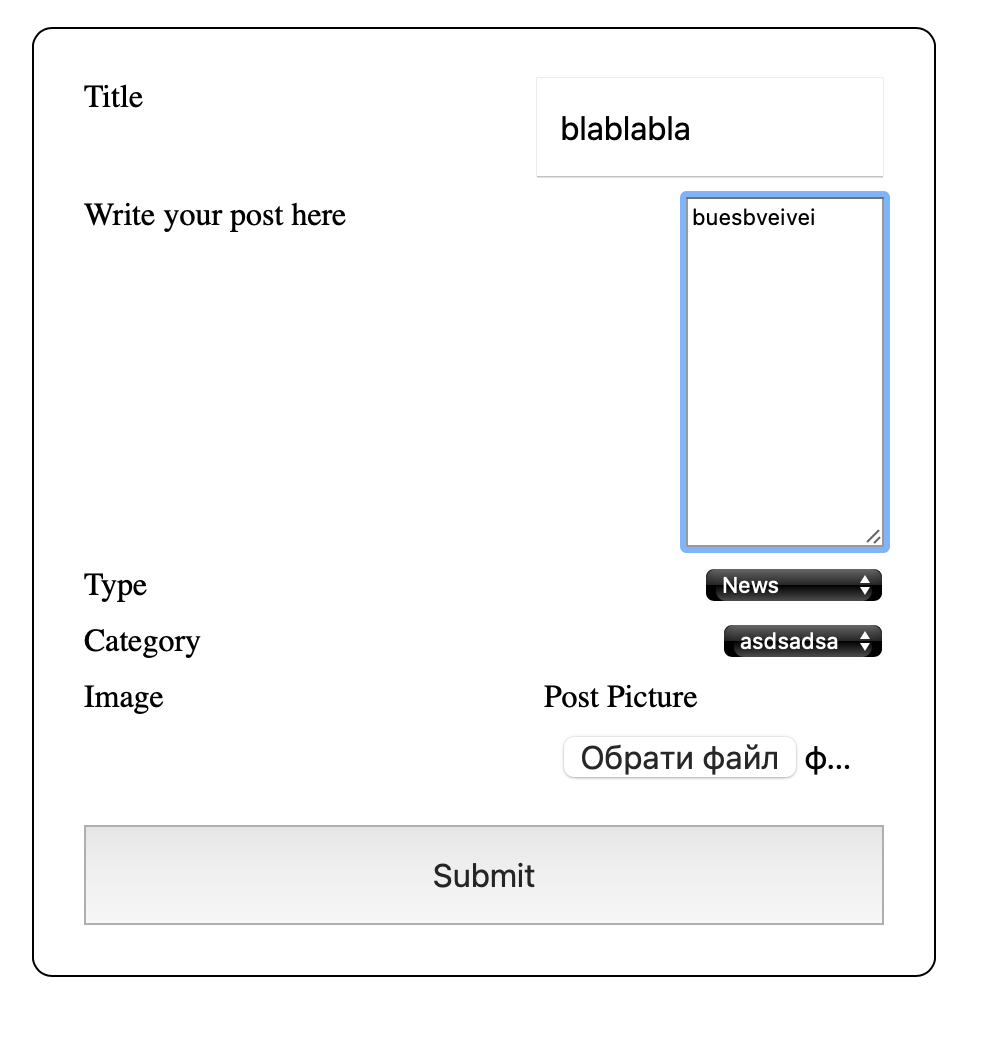 Title
blablabla
Write your post here
buesbveivei
Type
News
Category
asdsadsa
Image
Post Picture
Обрати файл ф...
Submit